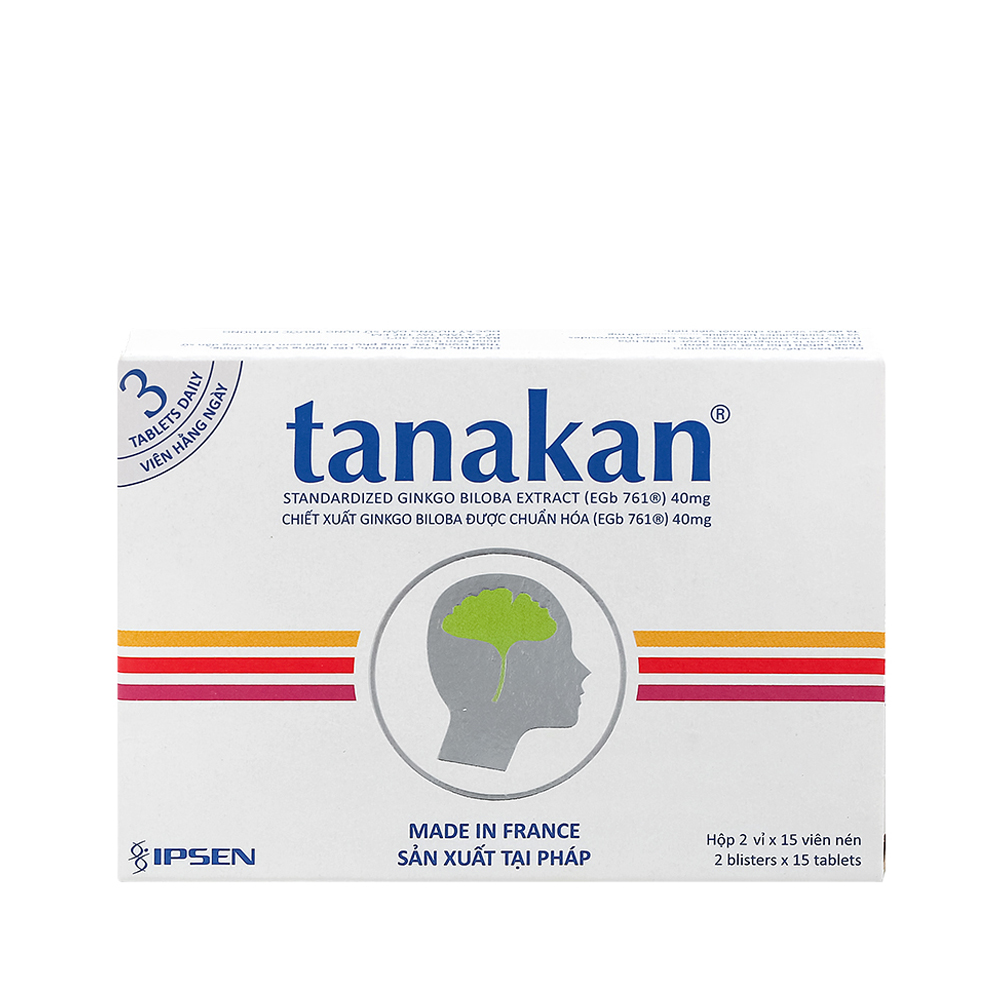 3
TABLETS DAILY
VIÊN HẰNG NGÀY
tanakan®
STANDARDIZED GINKGO BILOBA EXTRACT (EGb 761®) 40mg
CHIẾT XUẤT GINKGO BILOBA ĐƯỢC CHUẨN HÓA (EGb 761®) 40mg
MADE IN FRANCE
SẢN XUẤT TẠI PHÁP
IPSEN
Hộp 2 vỉ x 15 viên nén
2 blisters x 15 tablets